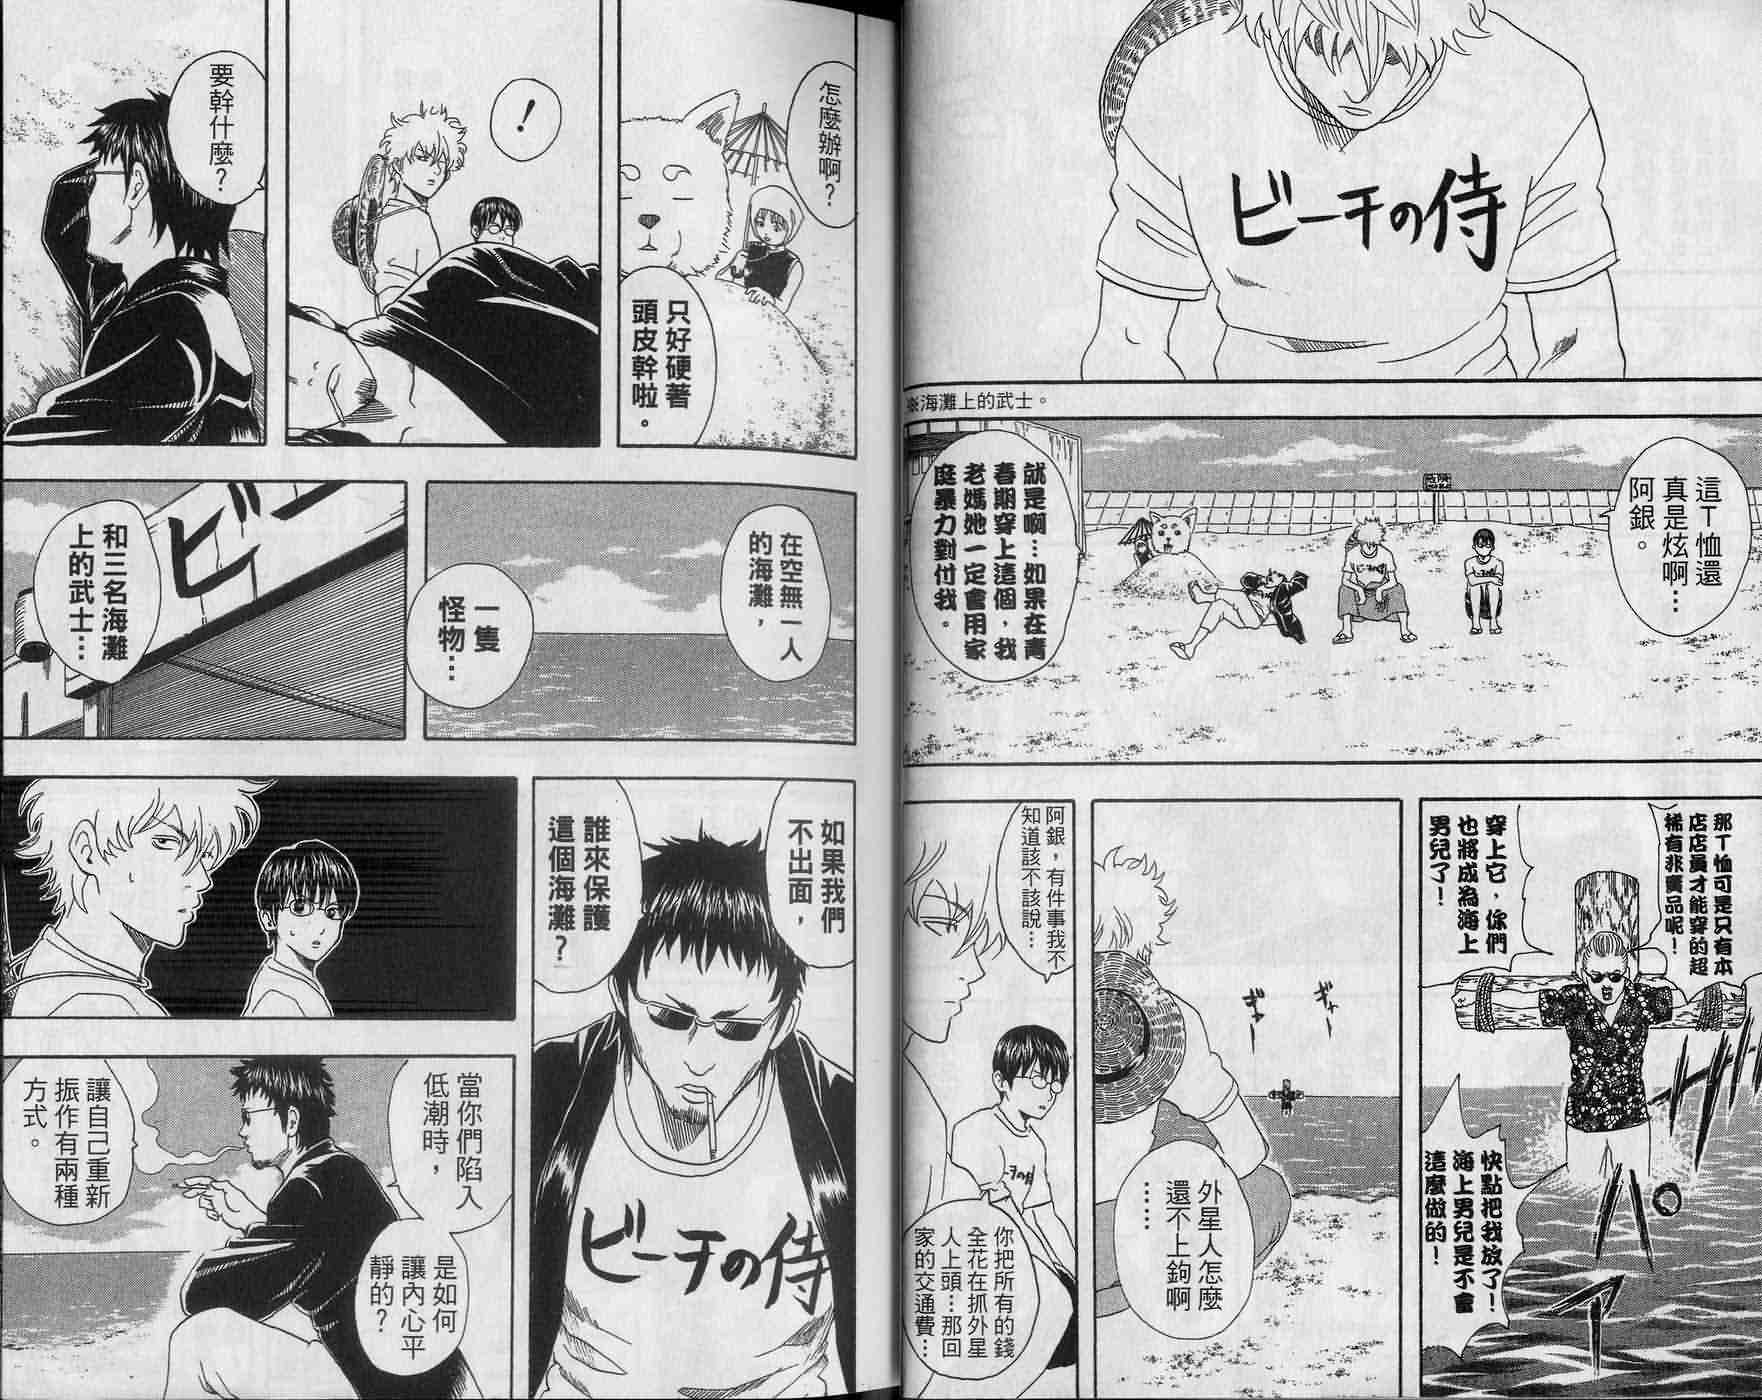 ビーチの侍
※海灘上的武士。
這T恤還
真是炫啊…
阿銀。
就是啊…如果在青
春期穿上這個，我
老媽她一定會用家
庭暴力對付我。
那T恤可是只有本
店店員才能穿的超
稀有非賣品呢！
穿上它，你們
也將成為海上
男兒了！
快點把我放了！
海上男兒是不會
這麼做的！
ギャー
ギャー
外星人怎麼
還不上鉤啊
……
阿銀，有件事我不
知道該不該說…
你把所有的錢
全花在抓外星
人上頭…那回
家的交通費…
怎麼辦啊？
只好硬著
頭皮幹啦。
！
要幹什麼？
在空無一人
的海灘，
一隻
怪物…
ビ
和三名海灘
上的武士…
如果我們
不出面，
誰來保護
這個海灘？
ビーチの侍
當你們陷入
低潮時，
是如何
讓內心平
靜的？
讓自己重新
振作有兩種
方式。